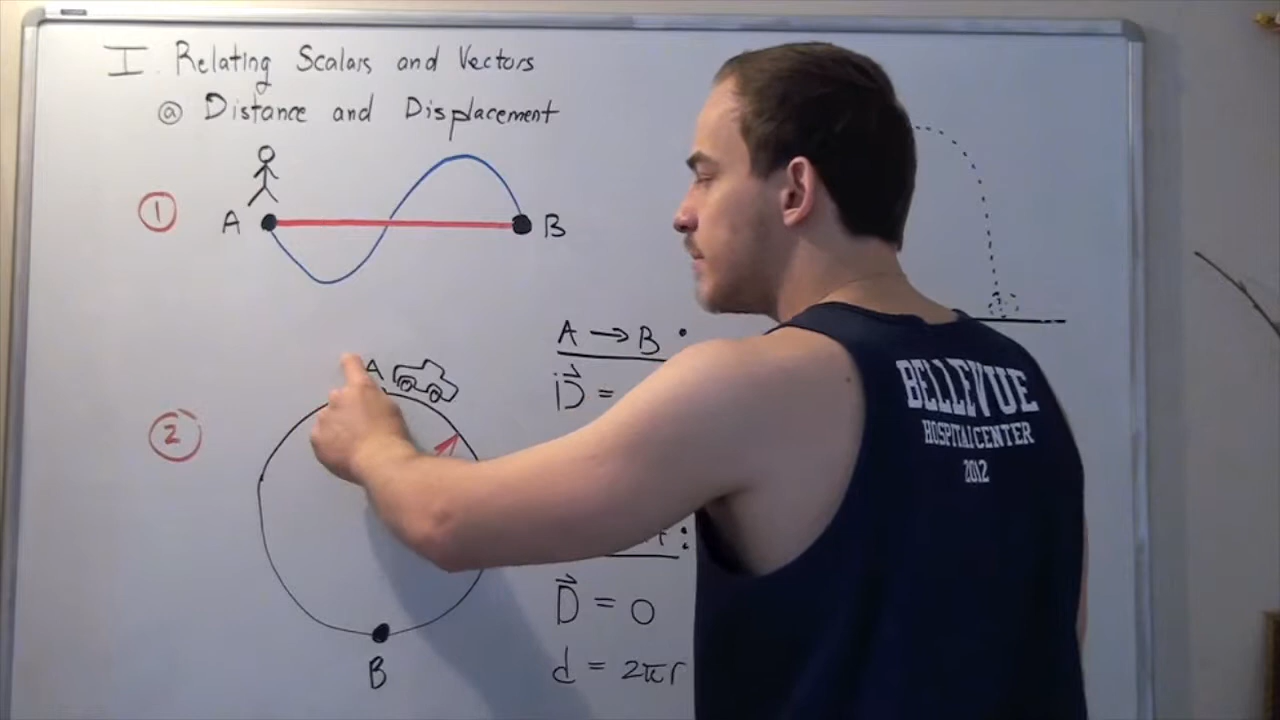 I. Relating Scalars and Vectors
ⓐ Distance and Displacement
① A B
A → B :
D⃗ =
② A
B
D⃗ = 0
d = 2πr
BELLEVUE
HOSPITAL CENTER
2012